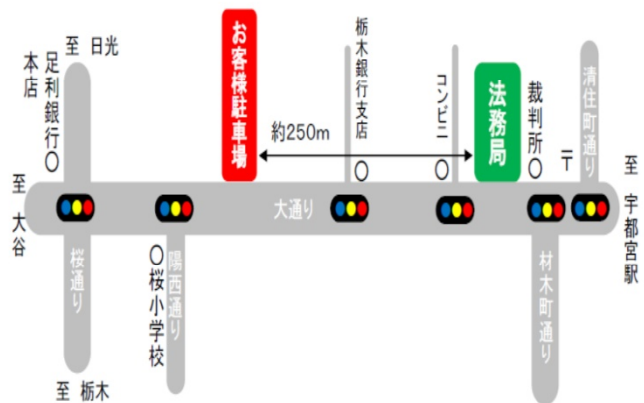 至 日光
足利銀行○
本店
お客様駐車場
約250m
栃木銀行支店
○
コンビニ
○
法務局
裁判所○
〒
清住町通り
至 大谷
大通り
至 宇都宮駅
桜通り
○桜小学校
陽西通り
材木町通り
至 栃木